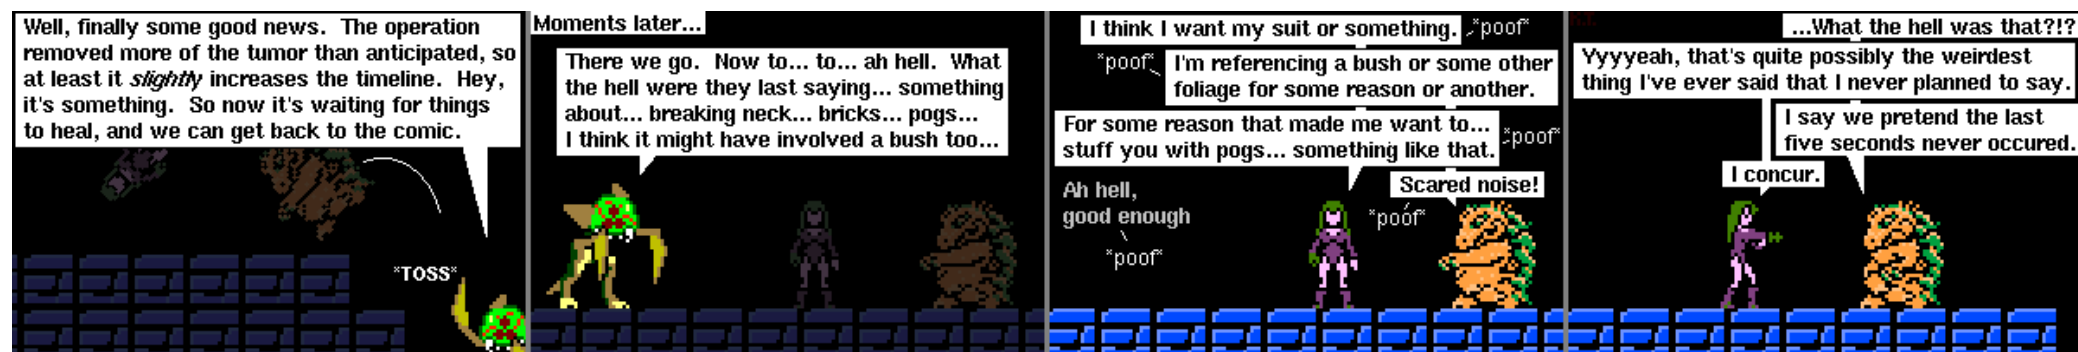 Well, finally some good news. The operation
removed more of the tumor than anticipated, so
at least it slightly increases the timeline. Hey,
it's something. So now it's waiting for things
to heal, and we can get back to the comic.
*TOSS*
Moments later...
There we go. Now to... to... ah hell. What
the hell were they last saying... something
about... breaking neck... bricks... pogs...
I think it might have involved a bush too...
I think I want my suit or something.
*poof*
*poof*
I'm referencing a bush or some other
foliage for some reason or another.
For some reason that made me want to...
stuff you with pogs... something like that.
*poof*
Scared noise!
*poof*
Ah hell,
good enough
*poof*
...What the hell was that?!?
Yyyyeah, that's quite possibly the weirdest
thing I've ever said that I never planned to say.
I say we pretend the last
five seconds never occured.
I concur.